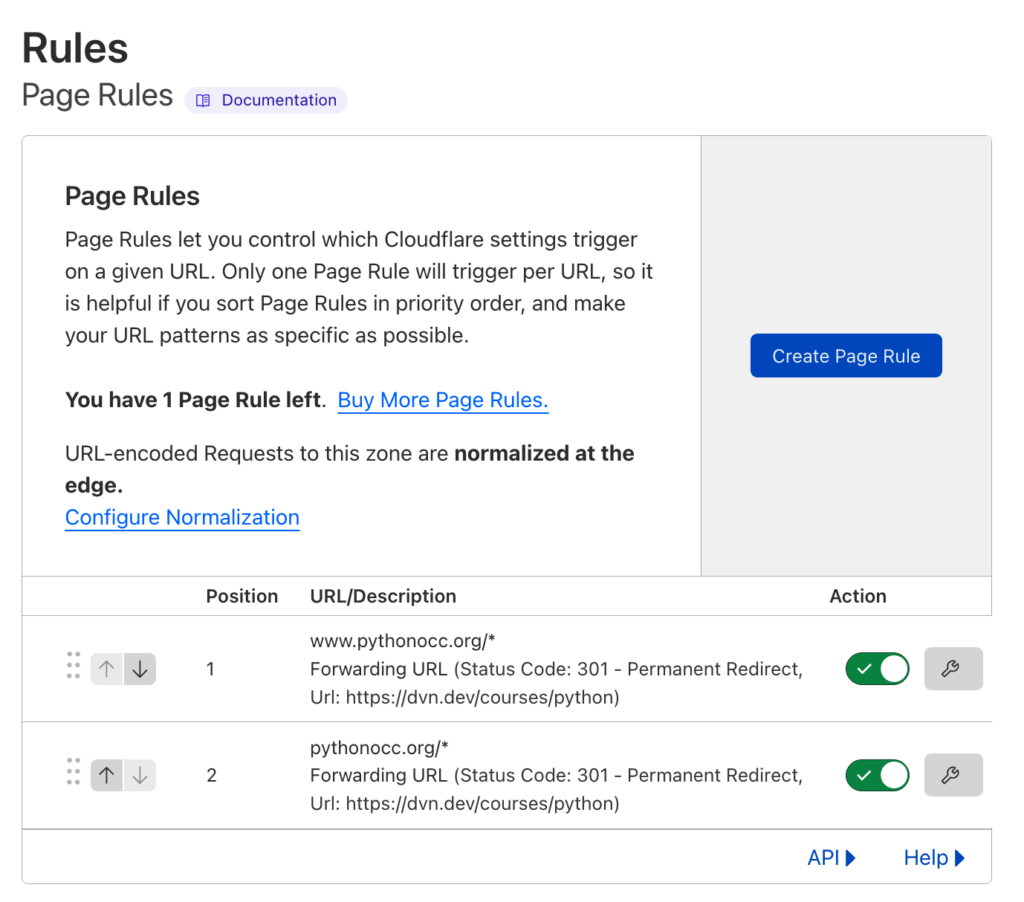 Rules
Page Rules
Documentation
Page Rules
Page Rules let you control which Cloudflare settings trigger
on a given URL. Only one Page Rule will trigger per URL, so it
is helpful if you sort Page Rules in priority order, and make
your URL patterns as specific as possible.
Create Page Rule
You have 1 Page Rule left. Buy More Page Rules.
URL-encoded Requests to this zone are normalized at the
edge.
Configure Normalization
Position URL/Description Action
www.pythonocc.org/*
1 Forwarding URL (Status Code: 301 - Permanent Redirect,
Url: https://dvn.dev/courses/python)
pythonocc.org/*
2 Forwarding URL (Status Code: 301 - Permanent Redirect,
Url: https://dvn.dev/courses/python)
API Help